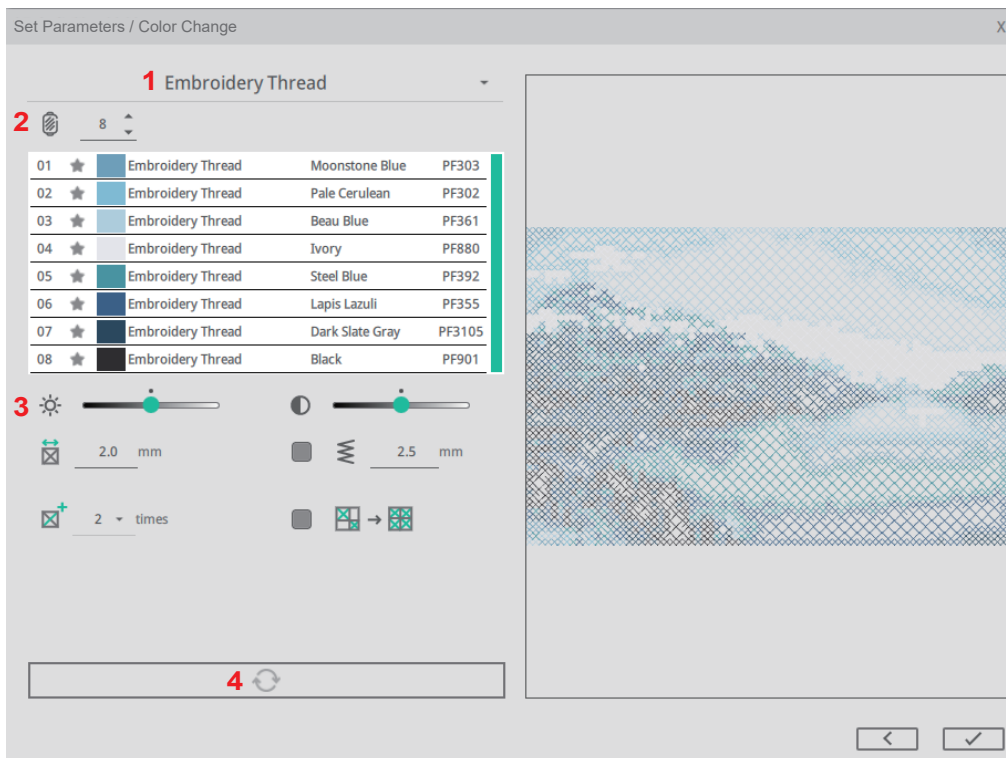 Set Parameters / Color Change X
1 Embroidery Thread
2 8
01 Embroidery Thread Moonstone Blue PF303
02 Embroidery Thread Pale Cerulean PF302
03 Embroidery Thread Beau Blue PF361
04 Embroidery Thread Ivory PF880
05 Embroidery Thread Steel Blue PF392
06 Embroidery Thread Lapis Lazuli PF355
07 Embroidery Thread Dark Slate Gray PF3105
08 Embroidery Thread Black PF901
3
2.0 mm 2.5 mm
2 times
4